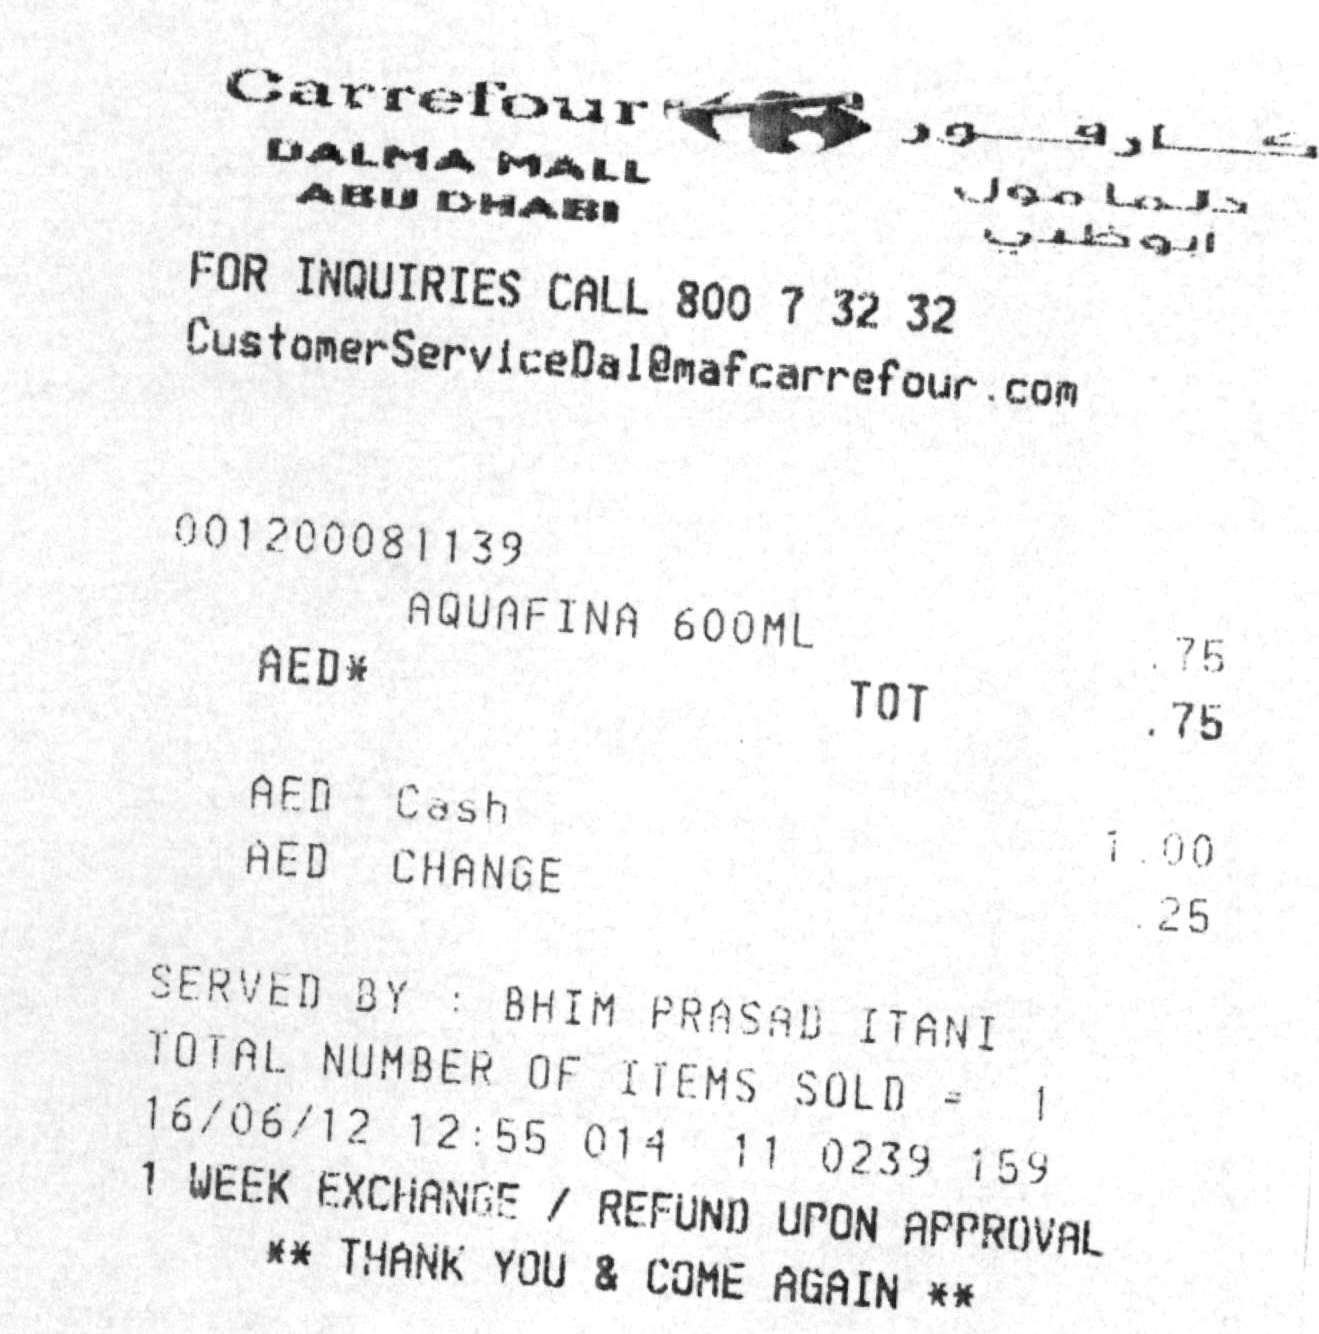 Carrefour كارفور
DALMA MALL دلما مول
ABU DHABI ابوظبي
FOR INQUIRIES CALL 800 7 32 32
CustomerServiceDal@mafcarrefour.com
001200081139
AQUAFINA 600ML .75
AED* TOT .75
AED Cash 1.00
AED CHANGE .25
SERVED BY : BHIM PRASAD ITANI
TOTAL NUMBER OF ITEMS SOLD = 1
16/06/12 12:55 014 11 0239 159
1 WEEK EXCHANGE / REFUND UPON APPROVAL
** THANK YOU & COME AGAIN **